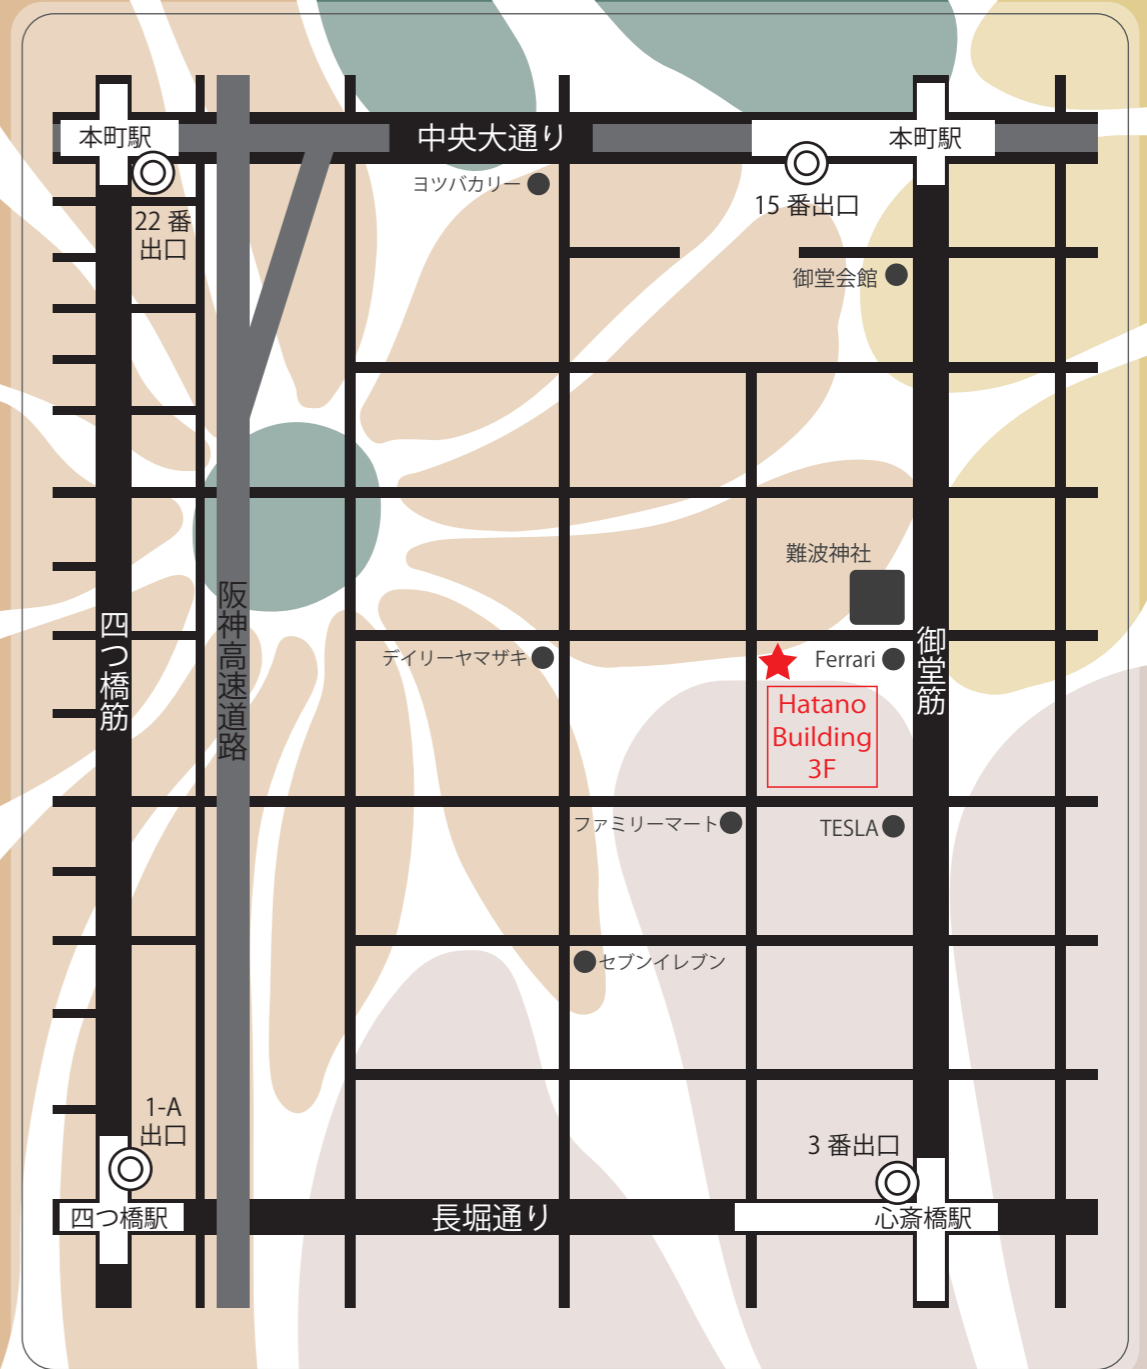 本町駅
中央大通り
本町駅
ヨツバカリー
22 番
出口
15 番出口
御堂会館
難波神社
阪神高速道路
四つ橋筋
御堂筋
デイリーヤマザキ
Ferrari
Hatano
Building
3F
ファミリーマート
TESLA
セブンイレブン
1-A
出口
3 番出口
四つ橋駅
長堀通り
心斎橋駅